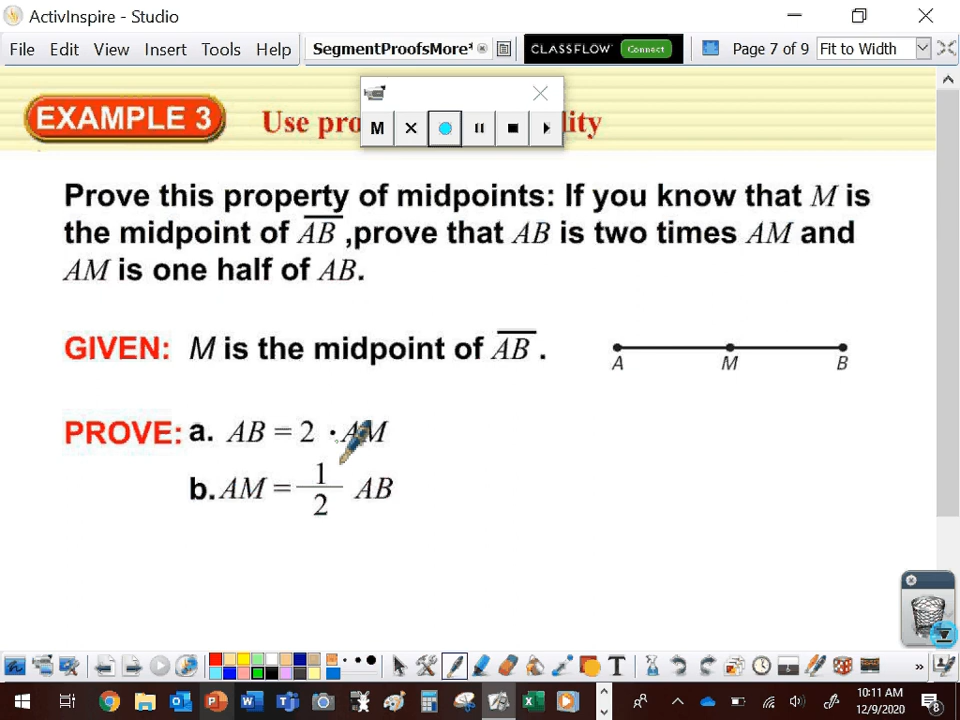 ActivInspire - Studio
File Edit View Insert Tools Help SegmentProofsMore* CLASSFLOW Connect Page 7 of 9 Fit to Width
EXAMPLE 3 Use
M
Prove this property of midpoints: If you know that M is
the midpoint of AB ,prove that AB is two times AM and
AM is one half of AB.
GIVEN: M is the midpoint of AB .
A M B
PROVE: a. AB = 2 · AM
b. AM = 1/2 AB
10:11 AM
12/9/2020
8